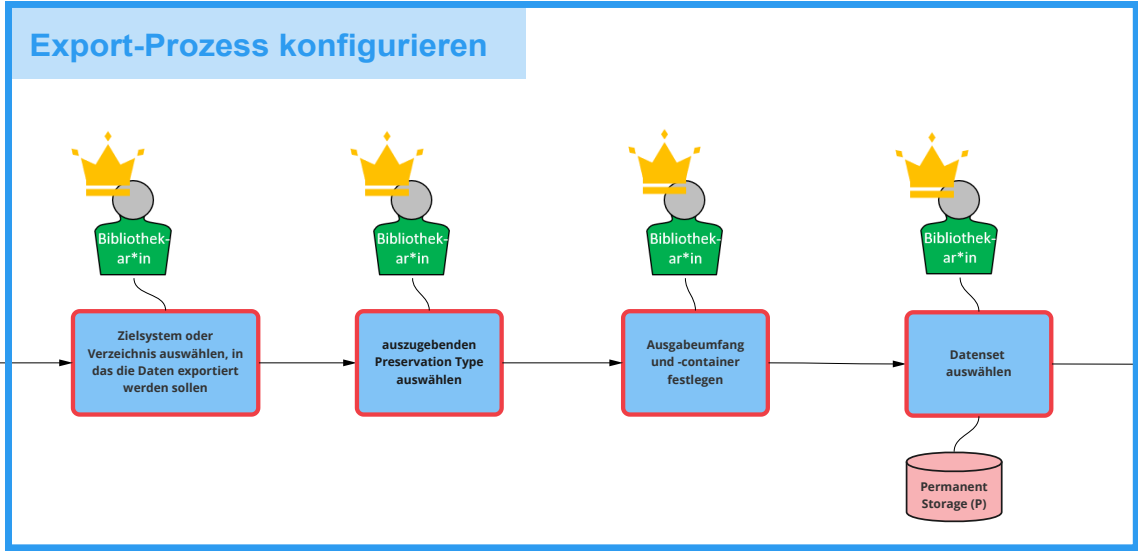 Export-Prozess konfigurieren
Bibliothek-
ar*in
Bibliothek-
ar*in
Bibliothek-
ar*in
Bibliothek-
ar*in
Zielsystem oder
Verzeichnis auswählen, in
das die Daten exportiert
werden sollen
auszugebenden
Preservation Type
auswählen
Ausgabeumfang
und -container
festlegen
Datenset
auswählen
Permanent
Storage (P)